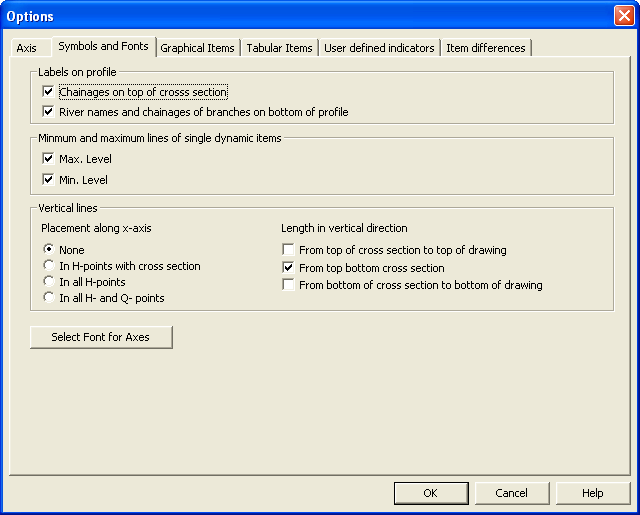 Options
Axis Symbols and Fonts Graphical Items Tabular Items User defined indicators Item differences
Labels on profile
Chainages on top of crosss section
River names and chainages of branches on bottom of profile
Minmum and maximum lines of single dynamic items
Max. Level
Min. Level
Vertical lines
Placement along x-axis
None
In H-points with cross section
In all H-points
In all H- and Q- points
Length in vertical direction
From top of cross section to top of drawing
From top bottom cross section
From bottom of cross section to bottom of drawing
Select Font for Axes
OK Cancel Help